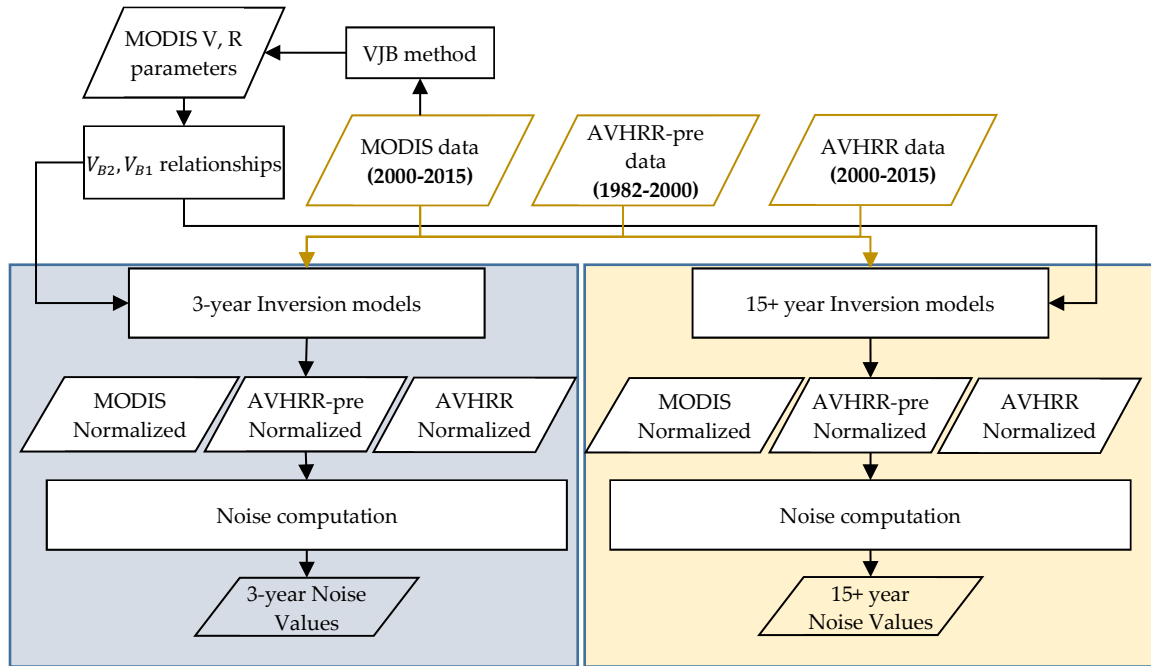 MODIS V, R
parameters
VJB method
V_B2, V_B1 relationships
MODIS data
(2000-2015)
AVHRR-pre
data
(1982-2000)
AVHRR data
(2000-2015)
3-year Inversion models
15+ year Inversion models
MODIS
Normalized
AVHRR-pre
Normalized
AVHRR
Normalized
MODIS
Normalized
AVHRR-pre
Normalized
AVHRR
Normalized
Noise computation
Noise computation
3-year Noise
Values
15+ year
Noise Values